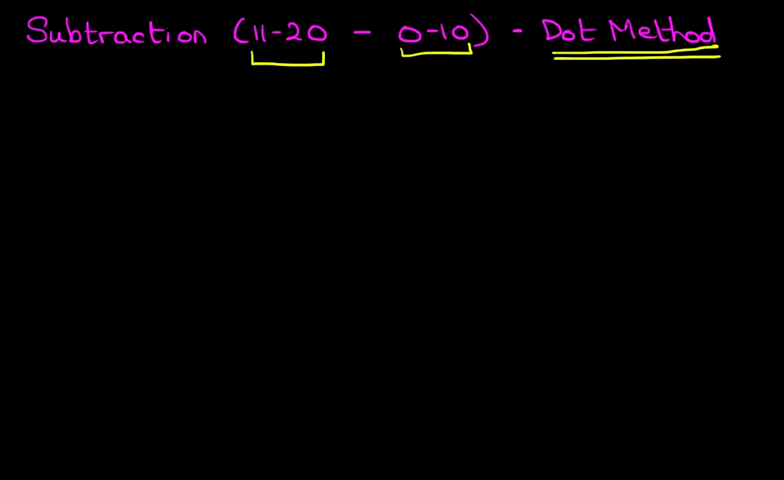 Subtraction (11-20 - 0-10) - Dot Method